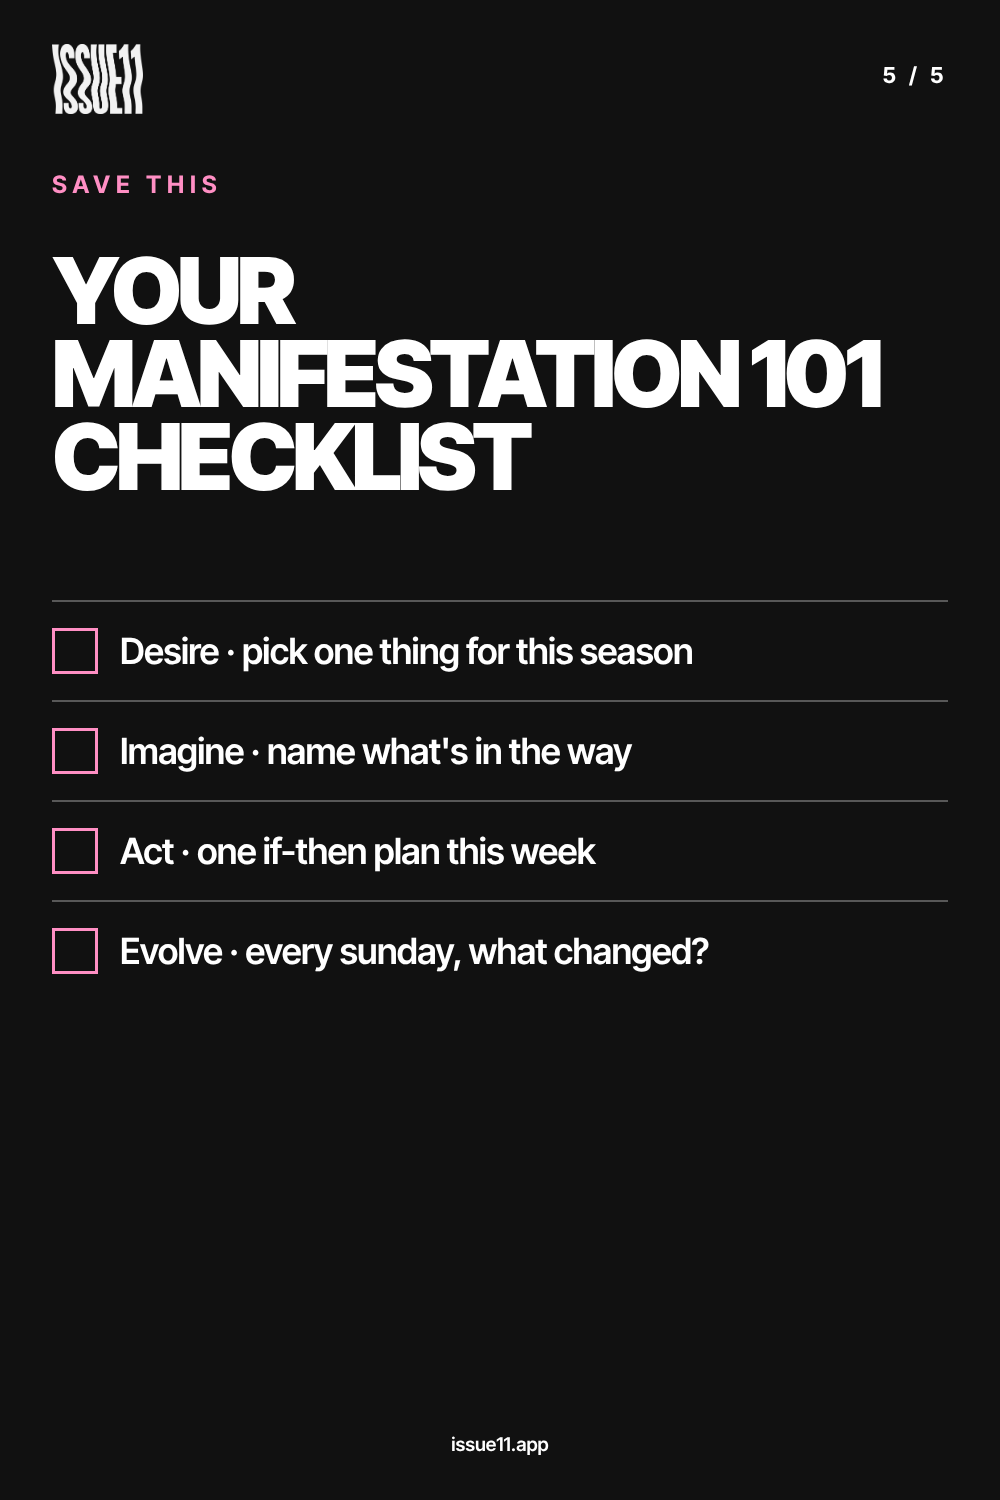 ISSUE11
5 / 5
SAVE THIS
YOUR
MANIFESTATION 101
CHECKLIST
Desire · pick one thing for this season
Imagine · name what's in the way
Act · one if-then plan this week
Evolve · every sunday, what changed?
issue11.app